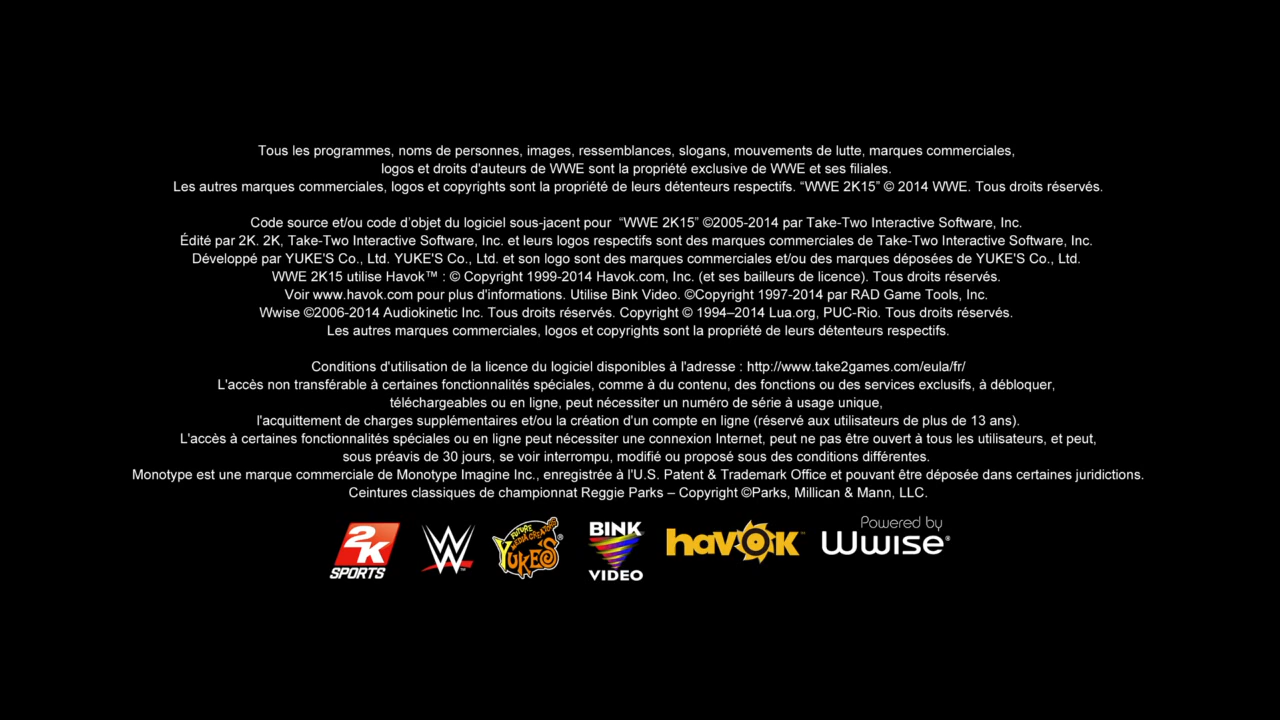 Tous les programmes, noms de personnes, images, ressemblances, slogans, mouvements de lutte, marques commerciales,
logos et droits d'auteurs de WWE sont la propriété exclusive de WWE et ses filiales.
Les autres marques commerciales, logos et copyrights sont la propriété de leurs détenteurs respectifs. “WWE 2K15” © 2014 WWE. Tous droits réservés.
Code source et/ou code d’objet du logiciel sous-jacent pour “WWE 2K15” ©2005-2014 par Take-Two Interactive Software, Inc.
Édité par 2K. 2K, Take-Two Interactive Software, Inc. et leurs logos respectifs sont des marques commerciales de Take-Two Interactive Software, Inc.
Développé par YUKE'S Co., Ltd. YUKE'S Co., Ltd. et son logo sont des marques commerciales et/ou des marques déposées de YUKE'S Co., Ltd.
WWE 2K15 utilise Havok™ : © Copyright 1999-2014 Havok.com, Inc. (et ses bailleurs de licence). Tous droits réservés.
Voir www.havok.com pour plus d'informations. Utilise Bink Video. ©Copyright 1997-2014 par RAD Game Tools, Inc.
Wwise ©2006-2014 Audiokinetic Inc. Tous droits réservés. Copyright © 1994–2014 Lua.org, PUC-Rio. Tous droits réservés.
Les autres marques commerciales, logos et copyrights sont la propriété de leurs détenteurs respectifs.
Conditions d'utilisation de la licence du logiciel disponibles à l'adresse : http://www.take2games.com/eula/fr/
L'accès non transférable à certaines fonctionnalités spéciales, comme à du contenu, des fonctions ou des services exclusifs, à débloquer,
téléchargeables ou en ligne, peut nécessiter un numéro de série à usage unique,
l'acquittement de charges supplémentaires et/ou la création d'un compte en ligne (réservé aux utilisateurs de plus de 13 ans).
L'accès à certaines fonctionnalités spéciales ou en ligne peut nécessiter une connexion Internet, peut ne pas être ouvert à tous les utilisateurs, et peut,
sous préavis de 30 jours, se voir interrompu, modifié ou proposé sous des conditions différentes.
Monotype est une marque commerciale de Monotype Imagine Inc., enregistrée à l'U.S. Patent & Trademark Office et pouvant être déposée dans certaines juridictions.
Ceintures classiques de championnat Reggie Parks – Copyright ©Parks, Millican & Mann, LLC.
2K SPORTS
W™
FUTURE MEDIA CREATORS YUKE'S®
BINK VIDEO
havok™
Powered by
Wwise®